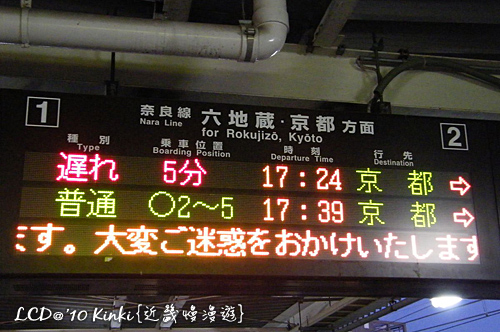 1 奈良線 六地蔵・京都 方面 2
Nara Line for Rokujizō, Kyōto
種別 乗車位置 時刻 行先
Type Boarding Position Departure Time Destination
遅れ 5分 17:24 京都 ⇨
普通 ○2〜5 17:39 京都 ⇨
ます。大変ご迷惑をおかけいたします
LCD@'10 Kinki{近畿慢漫遊}